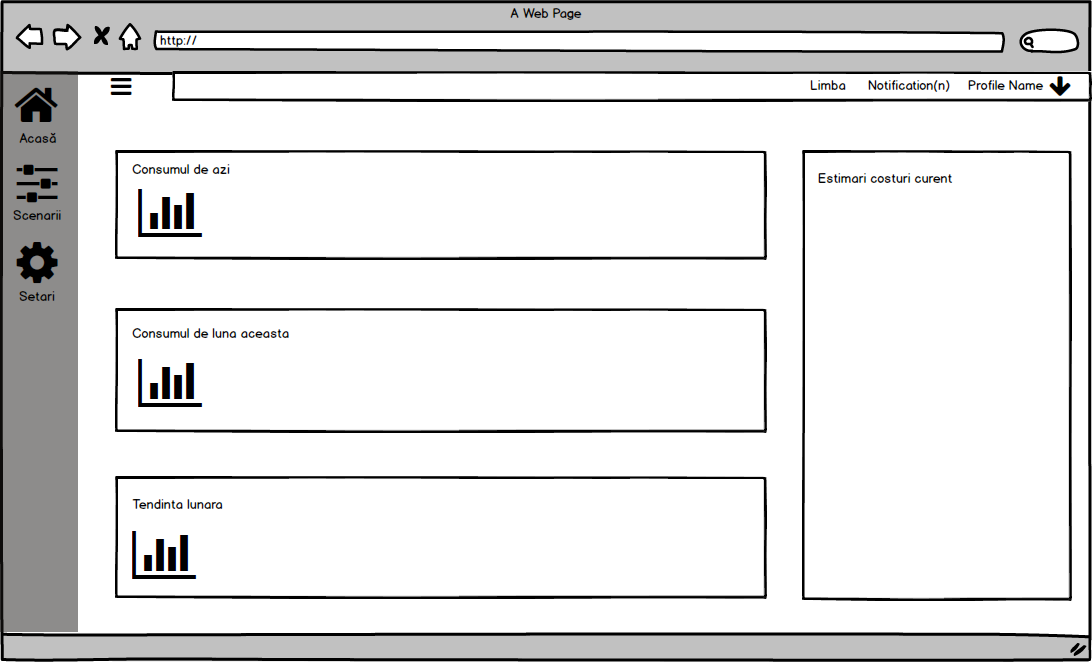 A Web Page
http://
Limba Notification(n) Profile Name
Acasă
Scenarii
Setari
Consumul de azi
Consumul de luna aceasta
Tendinta lunara
Estimari costuri curent